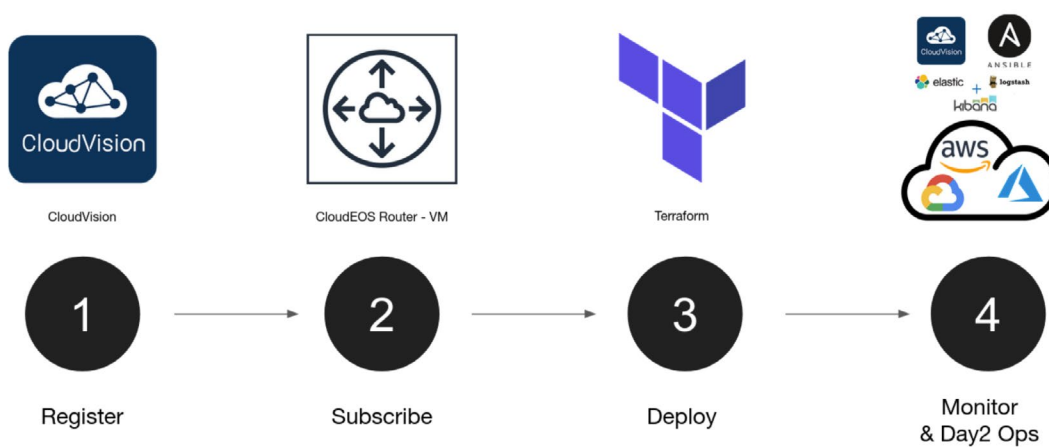 CloudVision
CloudVision
ANSIBLE
elastic + logstash
kibana
CloudVision
aws
CloudVision
CloudEOS Router - VM
Terraform
1
2
3
4
Register
Subscribe
Deploy
Monitor
& Day2 Ops